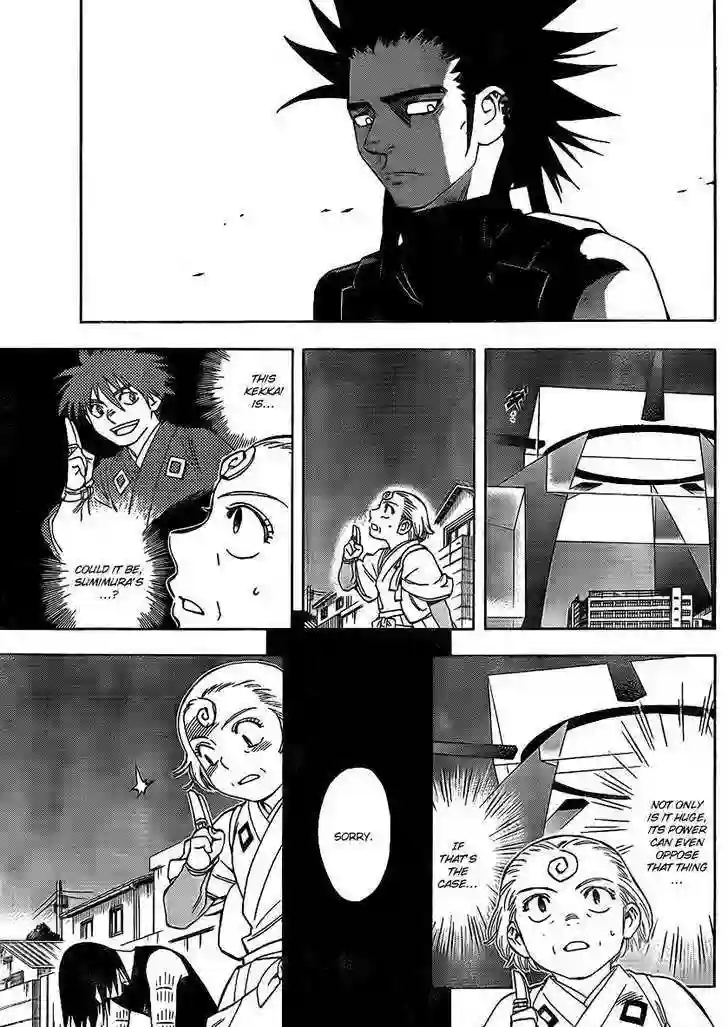 THIS
KEKKAI
IS...
COULD IT BE,
SUMIMURA'S
...?
NOT ONLY
IS IT HUGE,
ITS POWER
CAN EVEN
OPPOSE
THAT THING
...
IF
THAT'S
THE
CASE...
SORRY.